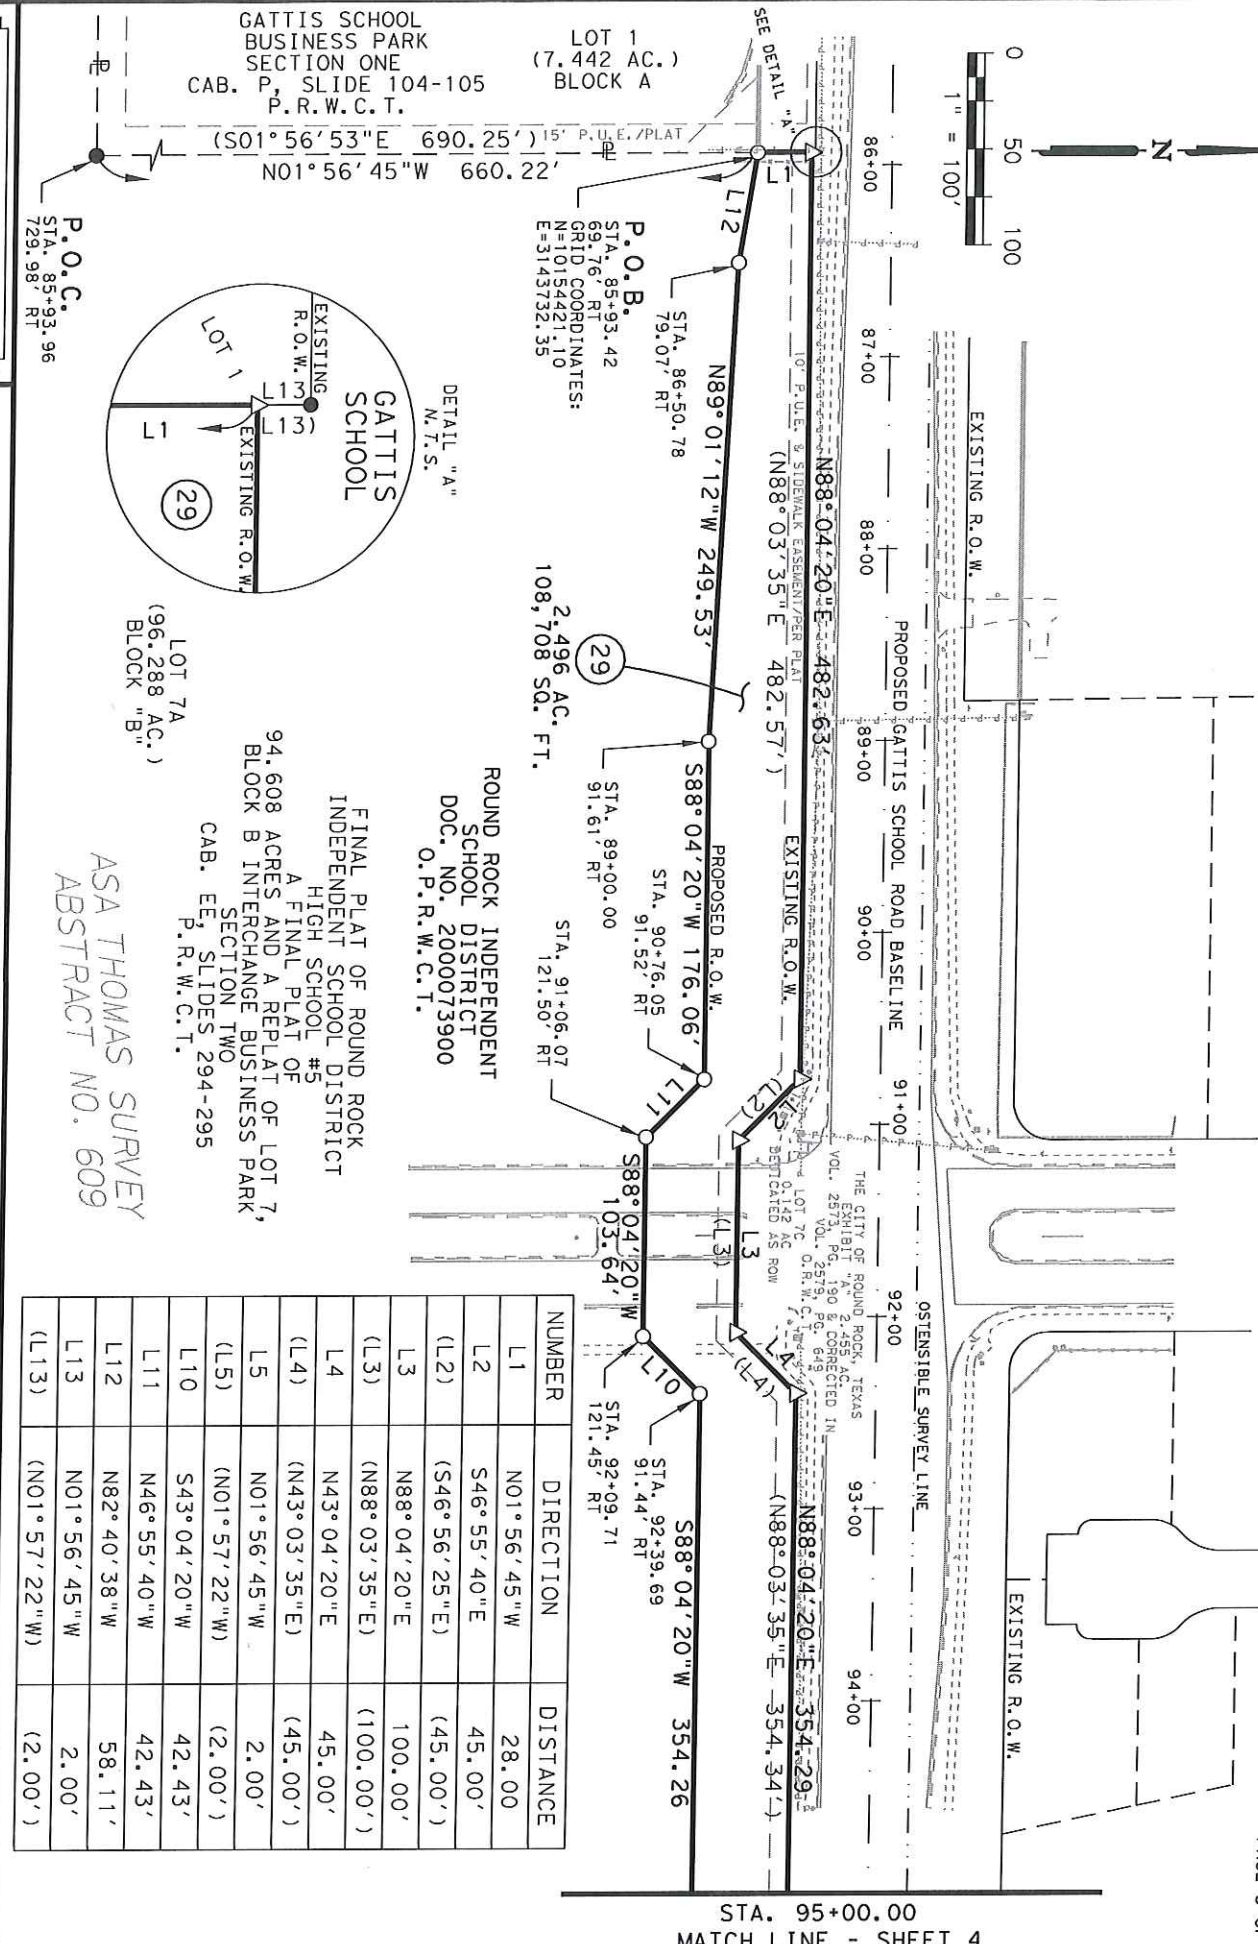 GATTIS SCHOOL
BUSINESS PARK
SECTION ONE
CAB. P, SLIDE 104-105
P.R.W.C.T.
LOT 1
(7.442 AC.)
BLOCK A
(S01°56'53"E 690.25')
15' P.U.E./PLAT
N01°56'45"W 660.22'
SEE DETAIL "A"
0 50 100
1" = 100'
N
P.O.C.
STA. 85+93.96
729.98' RT
P.O.B.
STA. 85+93.42
69.76' RT
GRID COORDINATES:
N=10154421.10
E=3143732.35
L1
L12
STA. 86+50.78
79.07' RT
86+00
87+00
88+00
89+00
90+00
91+00
92+00
93+00
94+00
EXISTING R.O.W.
PROPOSED GATTIS SCHOOL ROAD BASELINE
OSTENSIBLE SURVEY LINE
EXISTING R.O.W.
10' P.U.E. & SIDEWALK EASEMENT/PER PLAT
N88°04'20"E 482.63'
(N88°03'35"E 482.57')
EXISTING R.O.W.
N89°01'12"W 249.53'
29
2.496 AC.
108,708 SQ. FT.
STA. 89+00.00
91.61' RT
PROPOSED R.O.W.
S88°04'20"W 176.06'
STA. 90+76.05
91.52' RT
STA. 91+06.07
121.50' RT
L11
L2
(L2)
L3
(L3)
L4
(L4)
L10
S88°04'20"W
103.64'
THE CITY OF ROUND ROCK, TEXAS
EXHIBIT "A" 2.455 AC.
VOL. 2573, PG. 190 & CORRECTED IN
VOL. 2579, PG. 649
O.R.W.C.T.
LOT 7C
0.142 AC
DEDICATED AS ROW
STA. 92+09.71
121.45' RT
STA. 92+39.69
91.44' RT
N88°04'20"E 354.29
(N88°03'35"E 354.34')
S88°04'20"W 354.26
DETAIL "A"
N.T.S.
GATTIS
SCHOOL
EXISTING
R.O.W.
L13
L13)
LOT 1
L1
EXISTING R.O.W.
29
LOT 7A
(96.288 AC.)
BLOCK "B"
ROUND ROCK INDEPENDENT
SCHOOL DISTRICT
DOC. NO. 2000073900
O.P.R.W.C.T.
FINAL PLAT OF ROUND ROCK
INDEPENDENT SCHOOL DISTRICT
HIGH SCHOOL #5
A FINAL PLAT OF
94.608 ACRES AND A REPLAT OF LOT 7,
BLOCK B INTERCHANGE BUSINESS PARK,
SECTION TWO
CAB. EE, SLIDES 294-295
P.R.W.C.T.
ASA THOMAS SURVEY
ABSTRACT NO. 609
NUMBER DIRECTION DISTANCE
L1 N01°56'45"W 28.00
L2 S46°55'40"E 45.00'
(L2) (S46°56'25"E) (45.00')
L3 N88°04'20"E 100.00'
(L3) (N88°03'35"E) (100.00')
L4 N43°04'20"E 45.00'
(L4) (N43°03'35"E) (45.00')
L5 N01°56'45"W 2.00'
(L5) (N01°57'22"W) (2.00')
L10 S43°04'20"W 42.43'
L11 N46°55'40"W 42.43'
L12 N82°40'38"W 58.11'
L13 N01°56'45"W 2.00'
(L13) (N01°57'22"W) (2.00')
STA. 95+00.00
MATCH LINE - SHEET 4